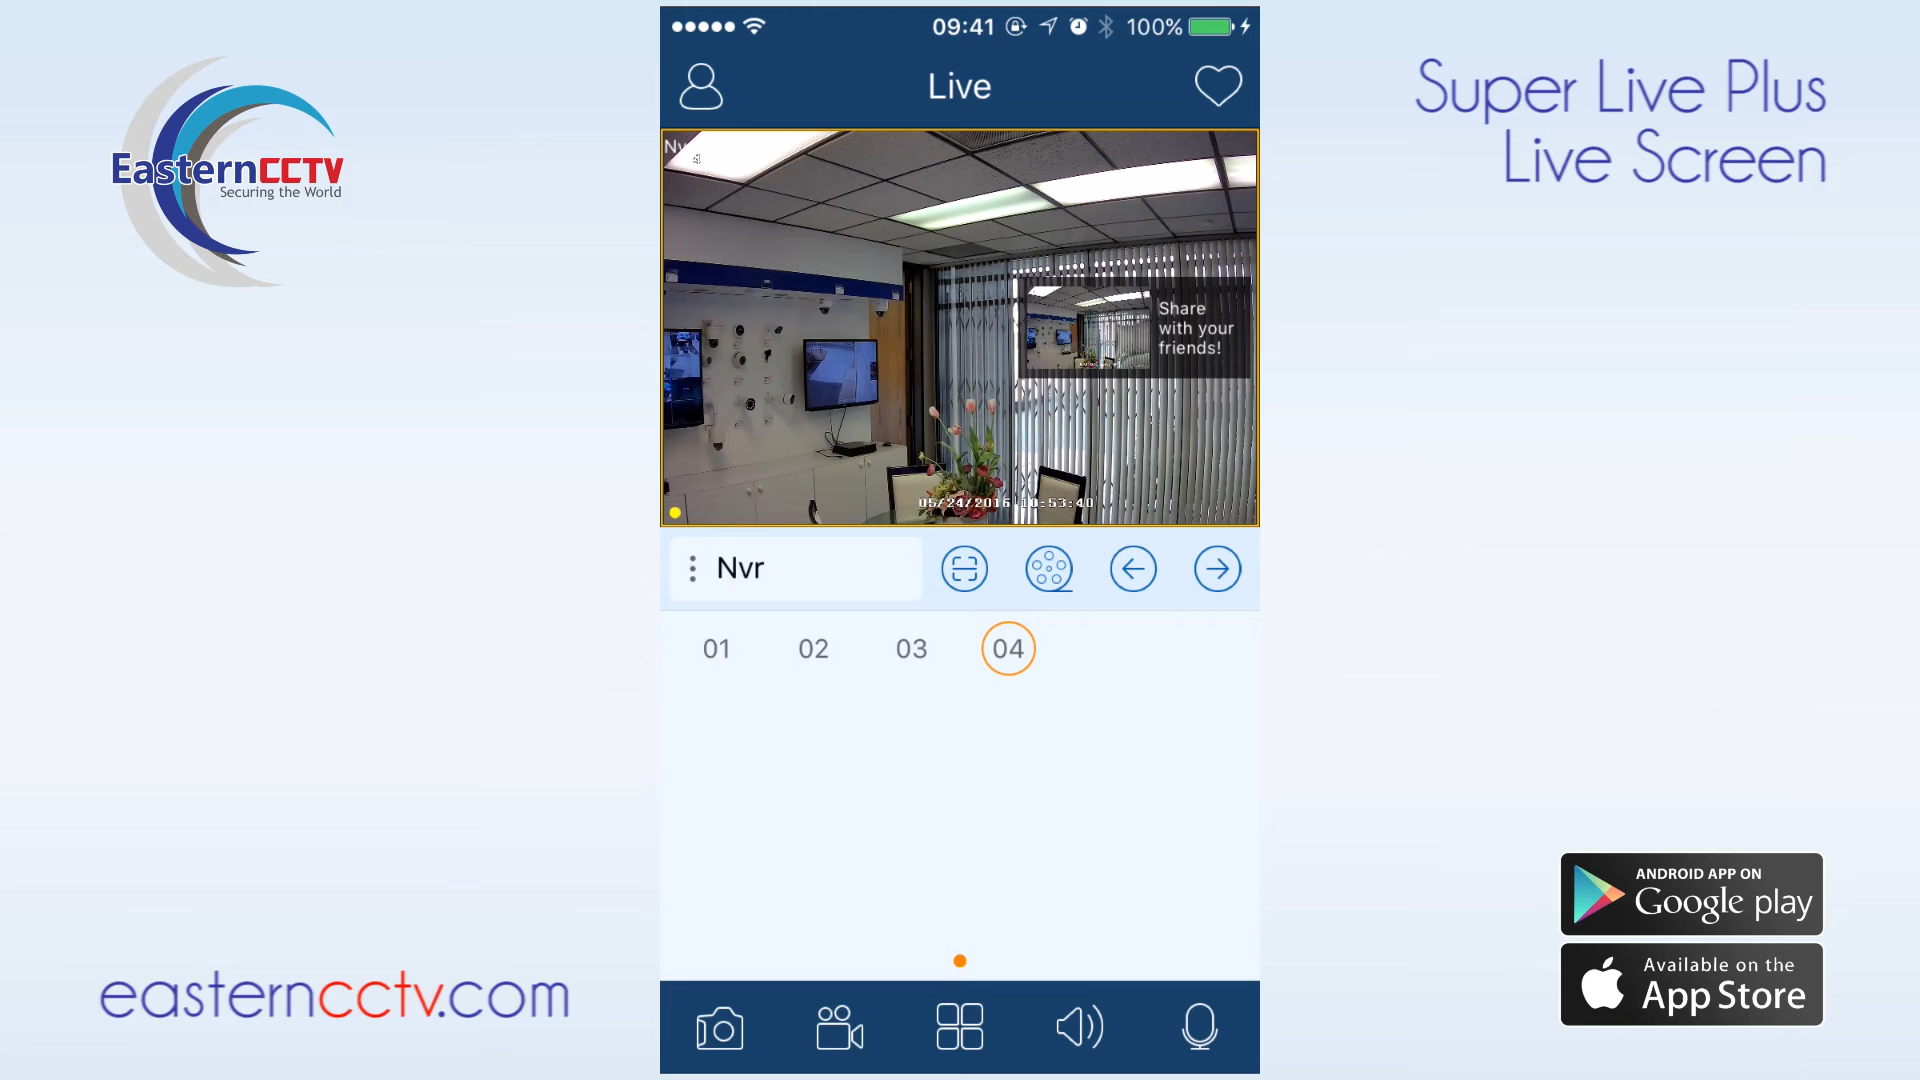 EasternCCTV
Securing the World
09:41
100%
Live
Super Live Plus
Live Screen
4
Share
with your
friends!
05/24/2016 10:53:40
Nvr
01 02 03 04
easterncctv.com
ANDROID APP ON
Google play
Available on the
App Store